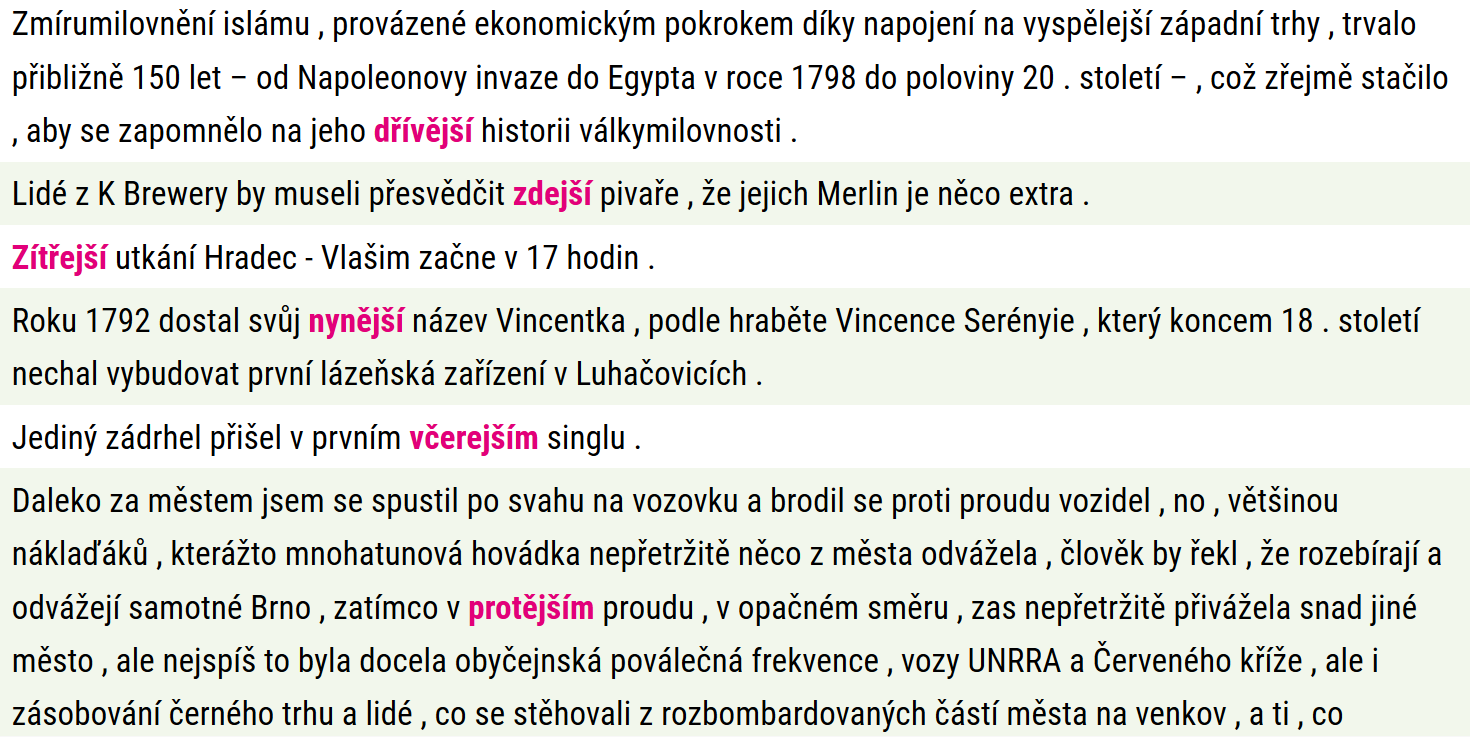 Zmírumilovnění islámu , provázené ekonomickým pokrokem díky napojení na vyspělejší západní trhy , trvalo
přibližně 150 let – od Napoleonovy invaze do Egypta v roce 1798 do poloviny 20 . století – , což zřejmě stačilo
, aby se zapomnělo na jeho dřívější historii válkymilovnosti .
Lidé z K Brewery by museli přesvědčit zdejší pivaře , že jejich Merlin je něco extra .
Zítřejší utkání Hradec - Vlašim začne v 17 hodin .
Roku 1792 dostal svůj nynější název Vincentka , podle hraběte Vincence Serényie , který koncem 18 . století
nechal vybudovat první lázeňská zařízení v Luhačovicích .
Jediný zádrhel přišel v prvním včerejším singlu .
Daleko za městem jsem se spustil po svahu na vozovku a brodil se proti proudu vozidel , no , většinou
náklaďáků , kterážto mnohatunová hovádka nepřetržitě něco z města odvážela , člověk by řekl , že rozebírají a
odvážejí samotné Brno , zatímco v protějším proudu , v opačném směru , zas nepřetržitě přivážela snad jiné
město , ale nejspíš to byla docela obyčejnská poválečná frekvence , vozy UNRRA a Červeného kříže , ale i
zásobování černého trhu a lidé , co se stěhovali z rozbombardovaných částí města na venkov , a ti , co